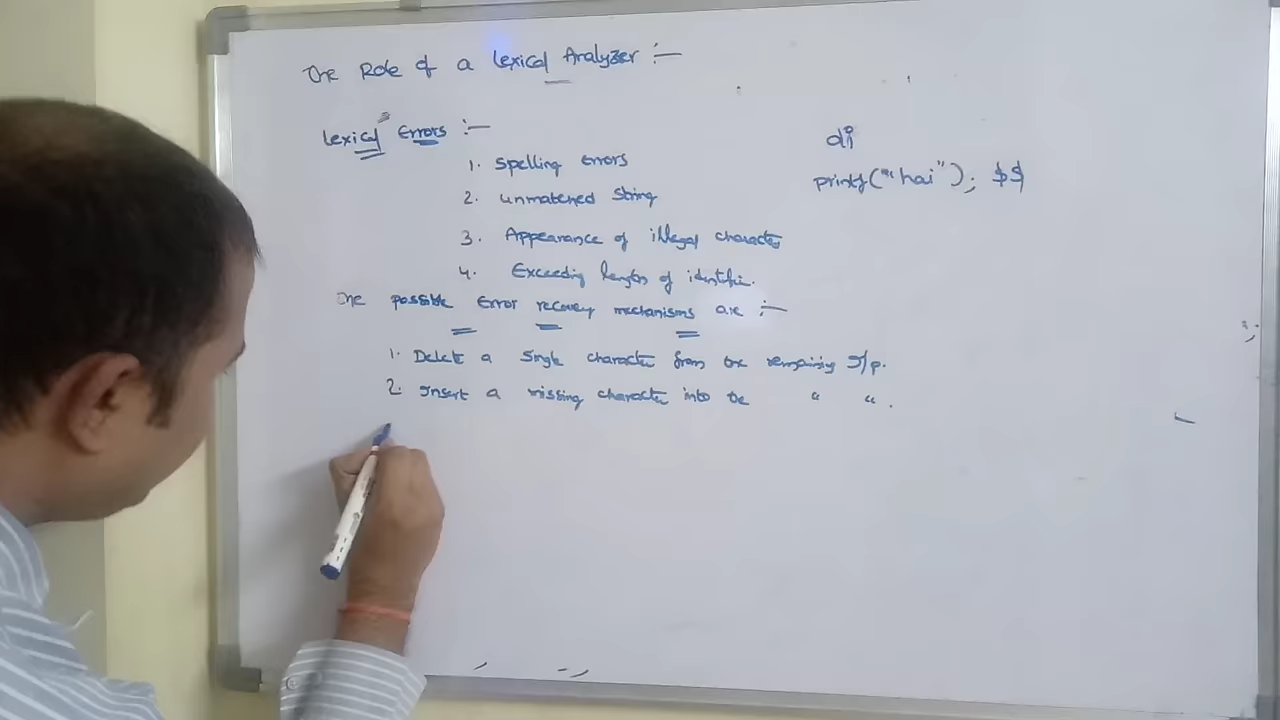 The Role of a Lexical Analyzer :-
Lexical Errors :-
1. Spelling Errors
2. Unmatched String
3. Appearance of illegal character
4. Exceeding length of identifier.
di
printf("hai"); $$
The possible Error recovery mechanisms are :-
1. Delete a single character from the remaining I/p.
2. Insert a missing character into the " " .